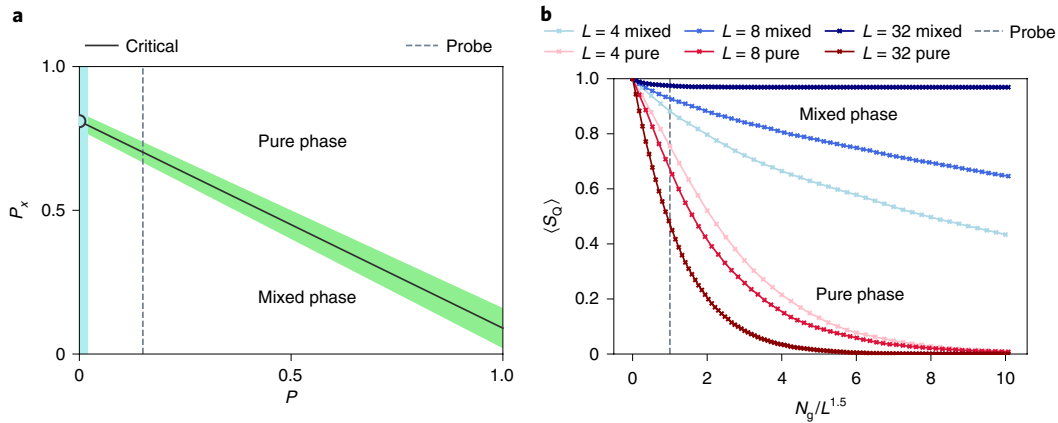 a
Critical
Probe
1.0
0.5
0
P_x
Pure phase
Mixed phase
0
0.5
1.0
P
b
L = 4 mixed
L = 8 mixed
L = 32 mixed
Probe
L = 4 pure
L = 8 pure
L = 32 pure
1.0
0.8
0.6
0.4
0.2
0
⟨S_Q⟩
Mixed phase
Pure phase
0
2
4
6
8
10
N_g/L^1.5